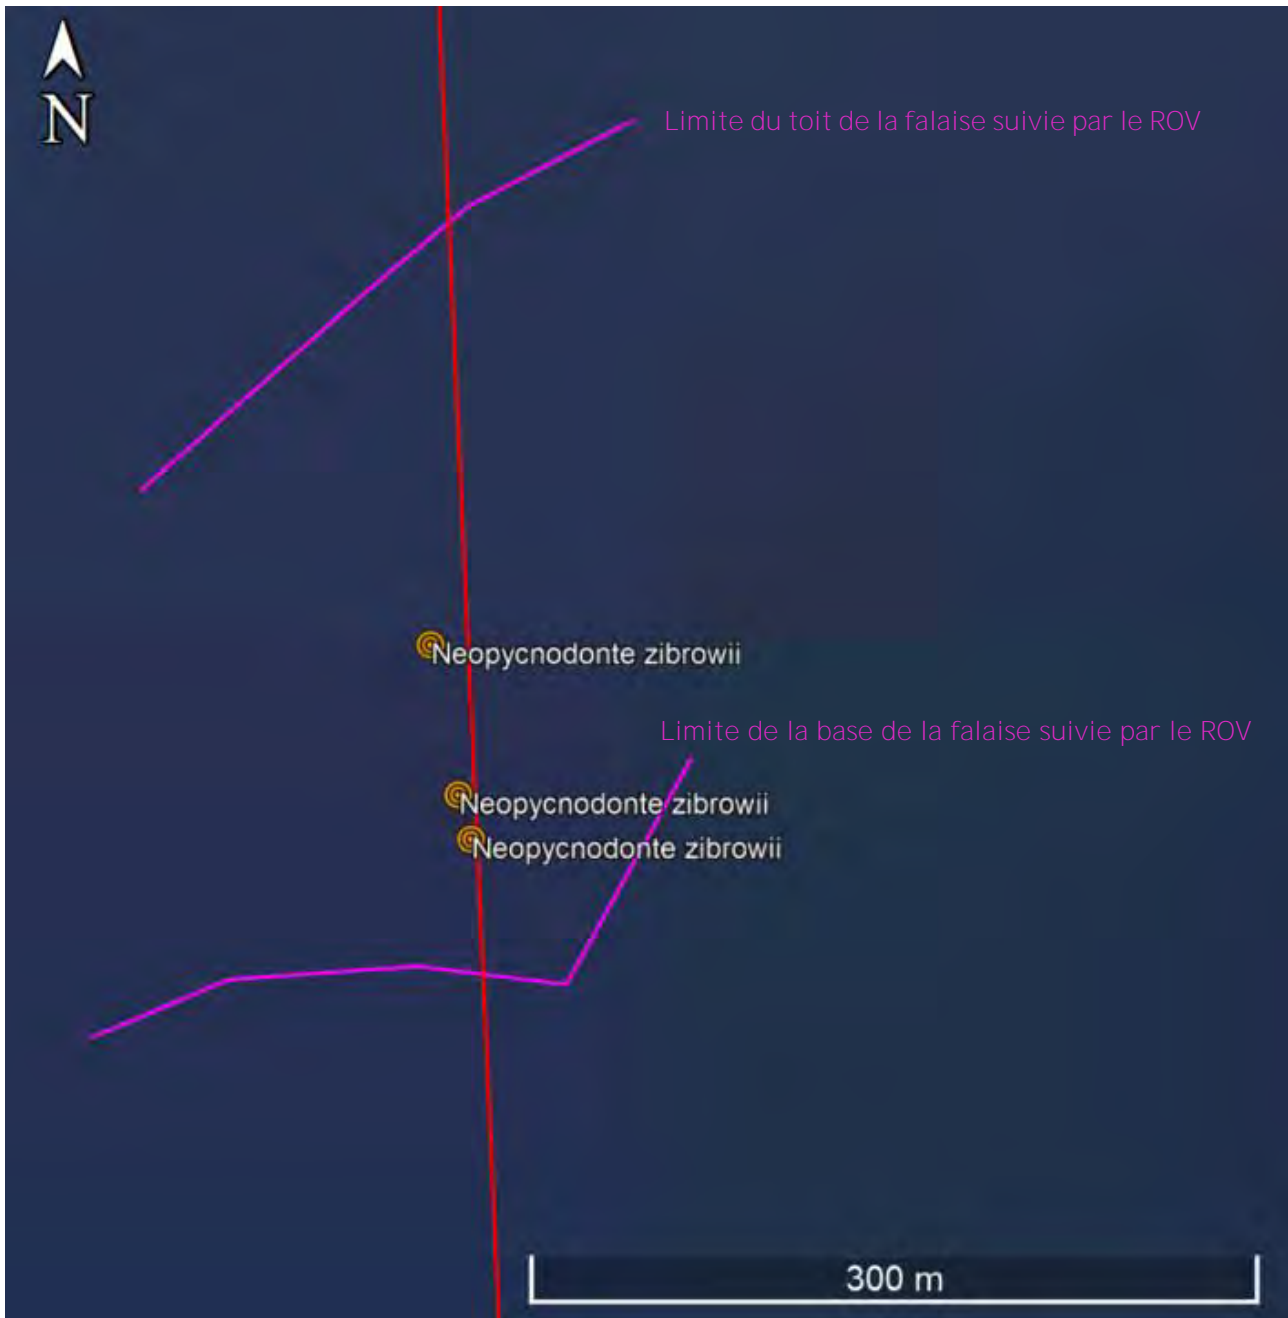 N
Limite du toit de la falaise suivie par le ROV
Neopycnodonte zibrowii
Limite de la base de la falaise suivie par le ROV
Neopycnodonte zibrowii
Neopycnodonte zibrowii
300 m